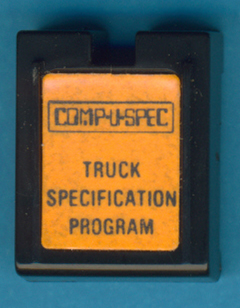 COMP-U-SPEC
TRUCK
SPECIFICATION
PROGRAM